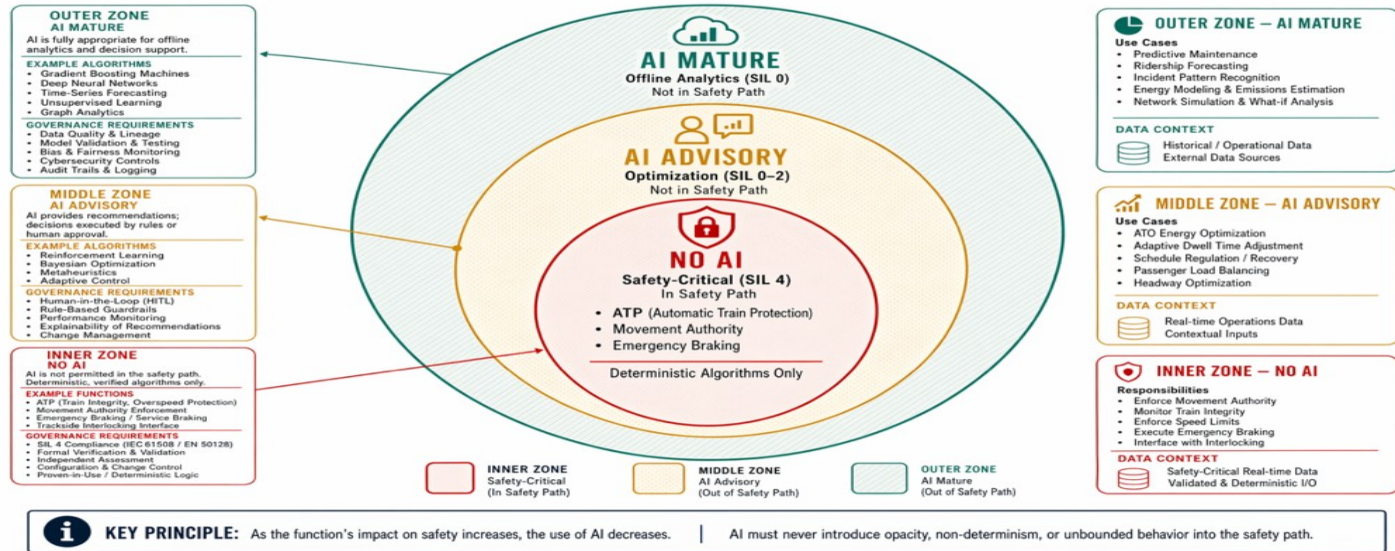 OUTER ZONE
AI MATURE
AI is fully appropriate for offline
analytics and decision support.
EXAMPLE ALGORITHMS
• Gradient Boosting Machines
• Deep Neural Networks
• Time-Series Forecasting
• Unsupervised Learning
• Graph Analytics
GOVERNANCE REQUIREMENTS
• Data Quality & Lineage
• Model Validation & Testing
• Bias & Fairness Monitoring
• Cybersecurity Controls
• Audit Trails & Logging
MIDDLE ZONE
AI ADVISORY
AI provides recommendations;
decisions executed by rules or
human approval.
EXAMPLE ALGORITHMS
• Reinforcement Learning
• Bayesian Optimization
• Metaheuristics
• Adaptive Control
GOVERNANCE REQUIREMENTS
• Human-in-the-Loop (HITL)
• Rule-Based Guardrails
• Performance Monitoring
• Explainability of Recommendations
• Change Management
INNER ZONE
NO AI
AI is not permitted in the safety path.
Deterministic, verified algorithms only.
EXAMPLE FUNCTIONS
• ATP (Train Integrity, Overspeed Protection)
• Movement Authority Enforcement
• Emergency Braking / Service Braking
• Trackside Interlocking Interface
GOVERNANCE REQUIREMENTS
• SIL 4 Compliance (IEC 61508 / EN 50128)
• Formal Verification & Validation
• Independent Assessment
• Configuration & Change Control
• Proven-in-Use / Deterministic Logic
AI MATURE
Offline Analytics (SIL 0)
Not in Safety Path
AI ADVISORY
Optimization (SIL 0–2)
Not in Safety Path
NO AI
Safety-Critical (SIL 4)
In Safety Path
• ATP (Automatic Train Protection)
• Movement Authority
• Emergency Braking
Deterministic Algorithms Only
INNER ZONE
Safety-Critical
(In Safety Path)
MIDDLE ZONE
AI Advisory
(Out of Safety Path)
OUTER ZONE
AI Mature
(Out of Safety Path)
OUTER ZONE — AI MATURE
Use Cases
• Predictive Maintenance
• Ridership Forecasting
• Incident Pattern Recognition
• Energy Modeling & Emissions Estimation
• Network Simulation & What-if Analysis
DATA CONTEXT
Historical / Operational Data
External Data Sources
MIDDLE ZONE — AI ADVISORY
Use Cases
• ATO Energy Optimization
• Adaptive Dwell Time Adjustment
• Schedule Regulation / Recovery
• Passenger Load Balancing
• Headway Optimization
DATA CONTEXT
Real-time Operations Data
Contextual Inputs
INNER ZONE — NO AI
Responsibilities
• Enforce Movement Authority
• Monitor Train Integrity
• Enforce Speed Limits
• Execute Emergency Braking
• Interface with Interlocking
DATA CONTEXT
Safety-Critical Real-time Data
Validated & Deterministic I/O
i KEY PRINCIPLE: As the function's impact on safety increases, the use of AI decreases. | AI must never introduce opacity, non-determinism, or unbounded behavior into the safety path.